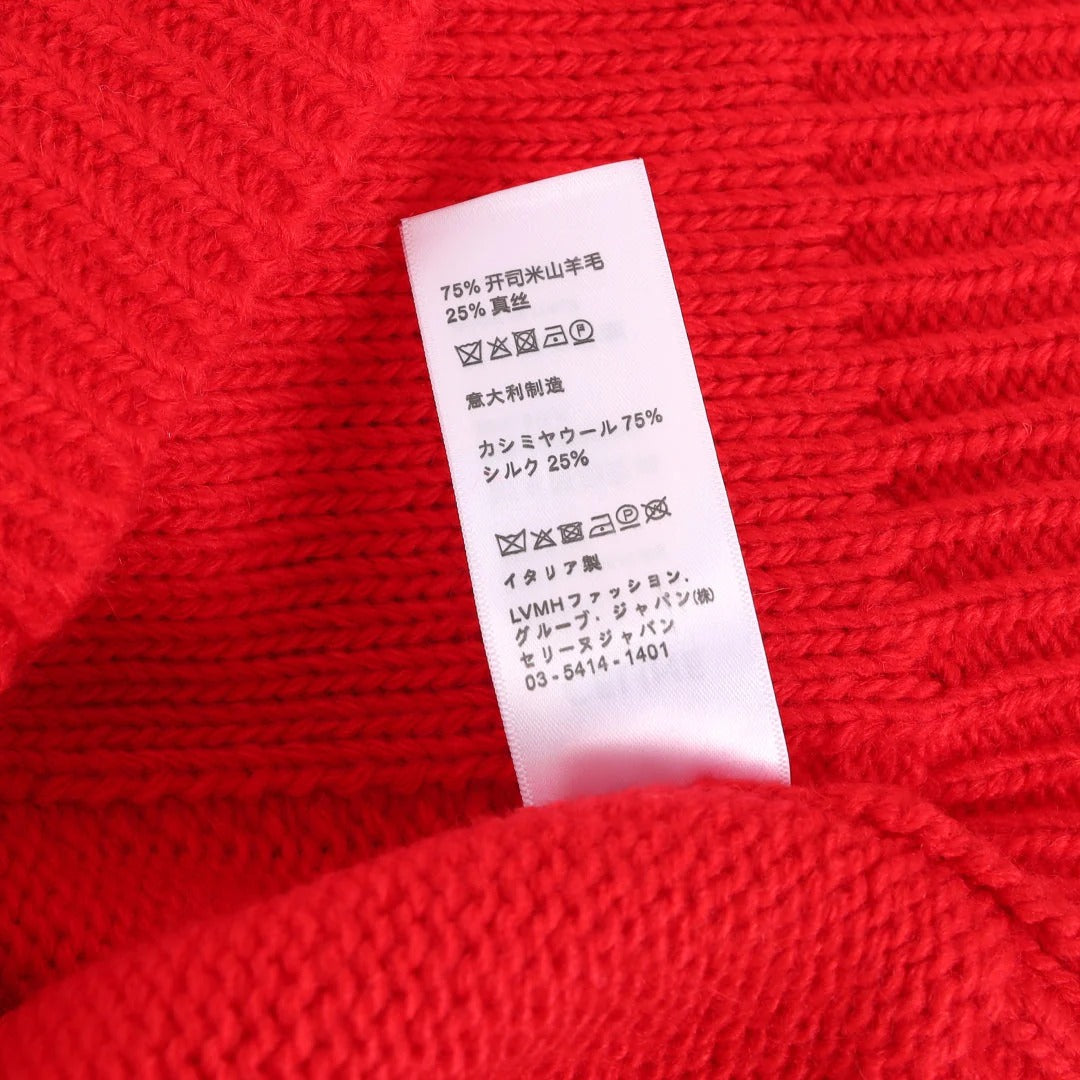 75% 开司米山羊毛
25% 真丝
意大利制造
カシミヤウール 75%
シルク 25%
P
イタリア製
LVMHファッション.
グループ・ジャパン(株)
セリーヌジャパン
03-5414-1401